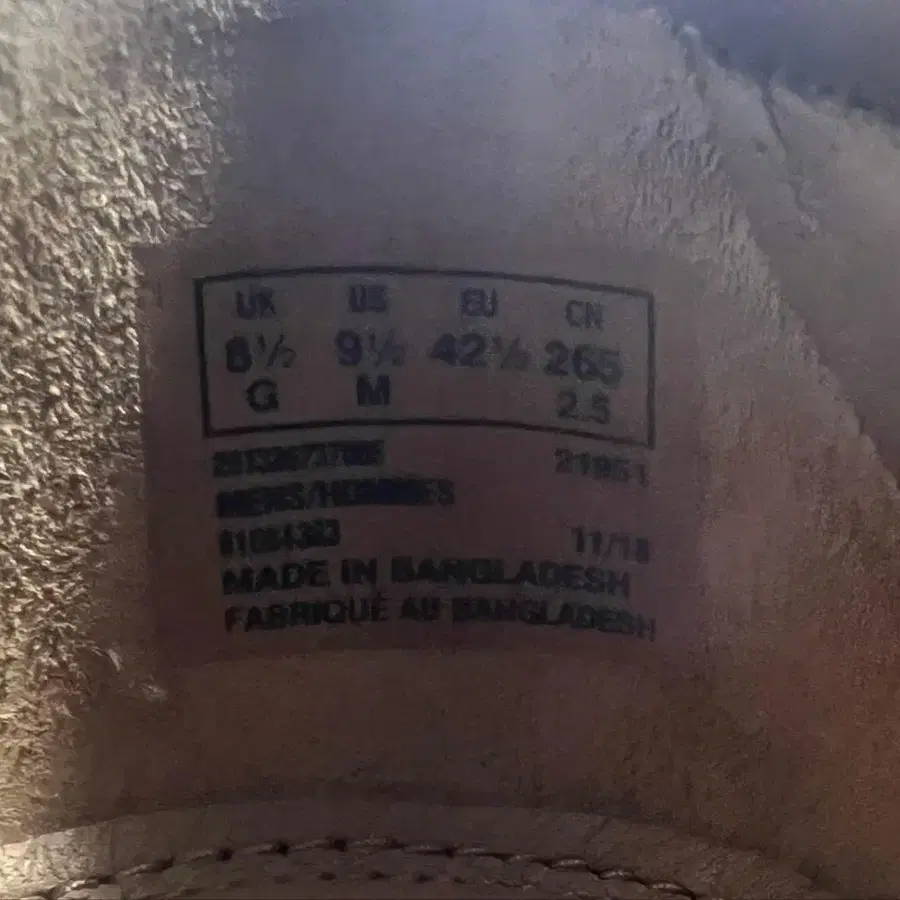 UK US EU CN
8½ 9½ 42½ 265
G M 2.5
MENS/HOMMES
11/18
MADE IN BANGLADESH
FABRIQUÉ AU BANGLADESH